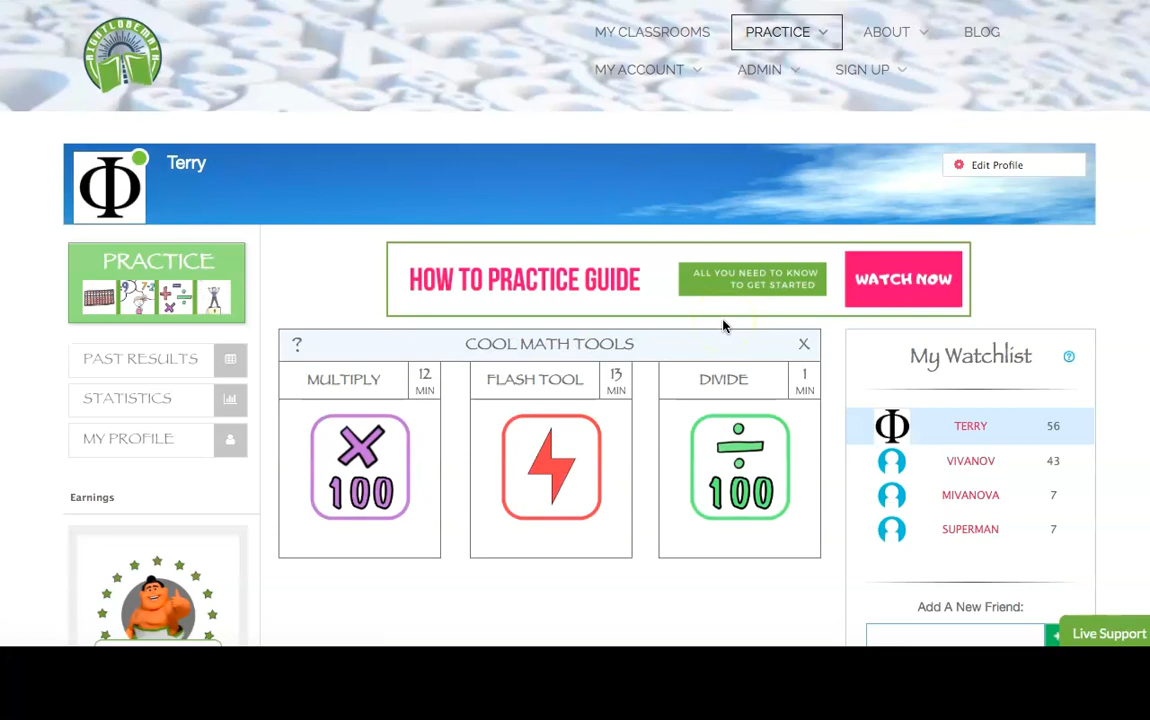 RIGHTLOBEMATH
MY CLASSROOMS
PRACTICE
ABOUT
BLOG
MY ACCOUNT
ADMIN
SIGN UP
Φ
Terry
Edit Profile
PRACTICE
HOW TO PRACTICE GUIDE
ALL YOU NEED TO KNOW
TO GET STARTED
WATCH NOW
PAST RESULTS
STATISTICS
MY PROFILE
Earnings
? COOL MATH TOOLS X
MULTIPLY 12 MIN
FLASH TOOL 13 MIN
DIVIDE 1 MIN
× 100
÷ 100
My Watchlist ?
Φ TERRY 56
VIVANOV 43
MIVANOVA 7
SUPERMAN 7
Add A New Friend:
+
Live Support